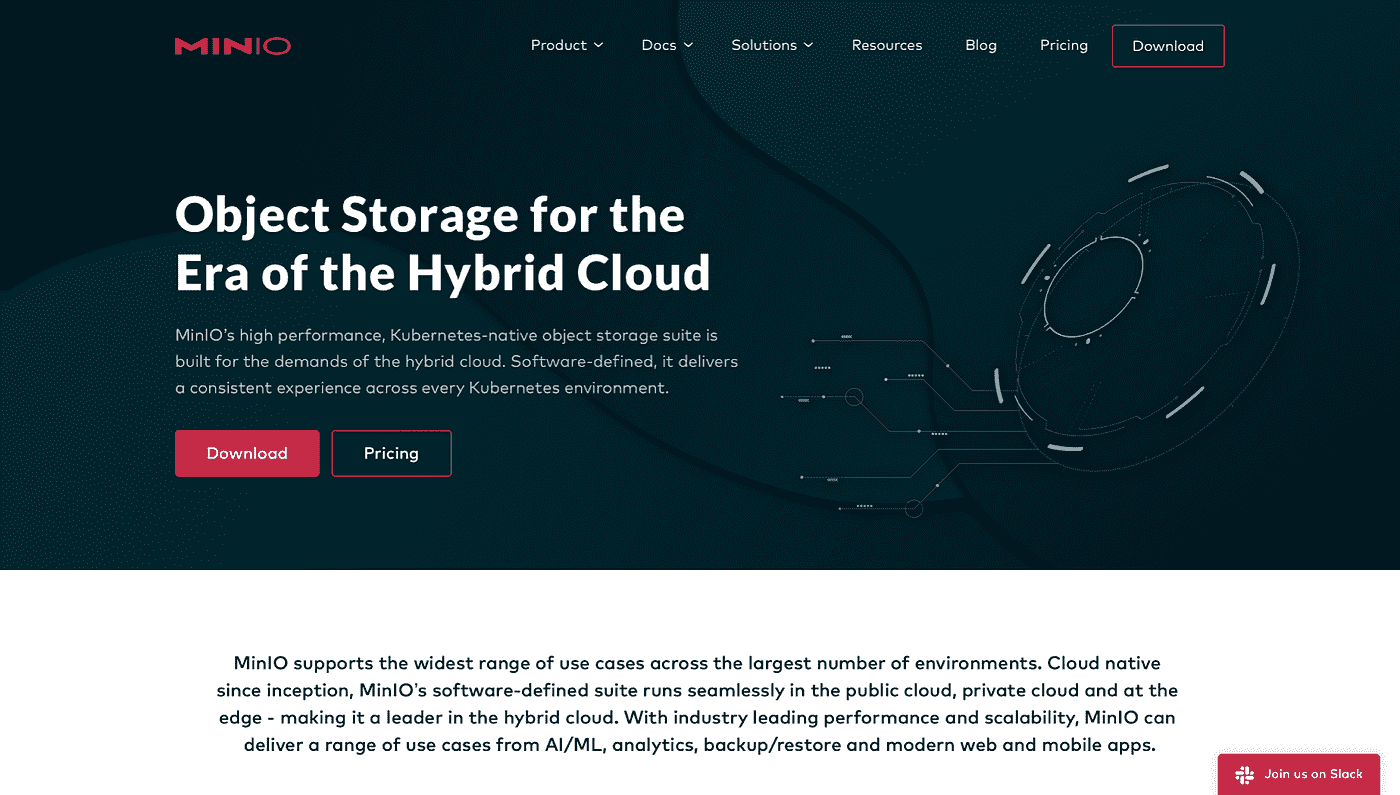 MINIO
Product
Docs
Solutions
Resources
Blog
Pricing
Download
Object Storage for the
Era of the Hybrid Cloud
MinIO’s high performance, Kubernetes-native object storage suite is
built for the demands of the hybrid cloud. Software-defined, it delivers
a consistent experience across every Kubernetes environment.
Download
Pricing
MinIO supports the widest range of use cases across the largest number of environments. Cloud native
since inception, MinIO’s software-defined suite runs seamlessly in the public cloud, private cloud and at the
edge - making it a leader in the hybrid cloud. With industry leading performance and scalability, MinIO can
deliver a range of use cases from AI/ML, analytics, backup/restore and modern web and mobile apps.
Join us on Slack